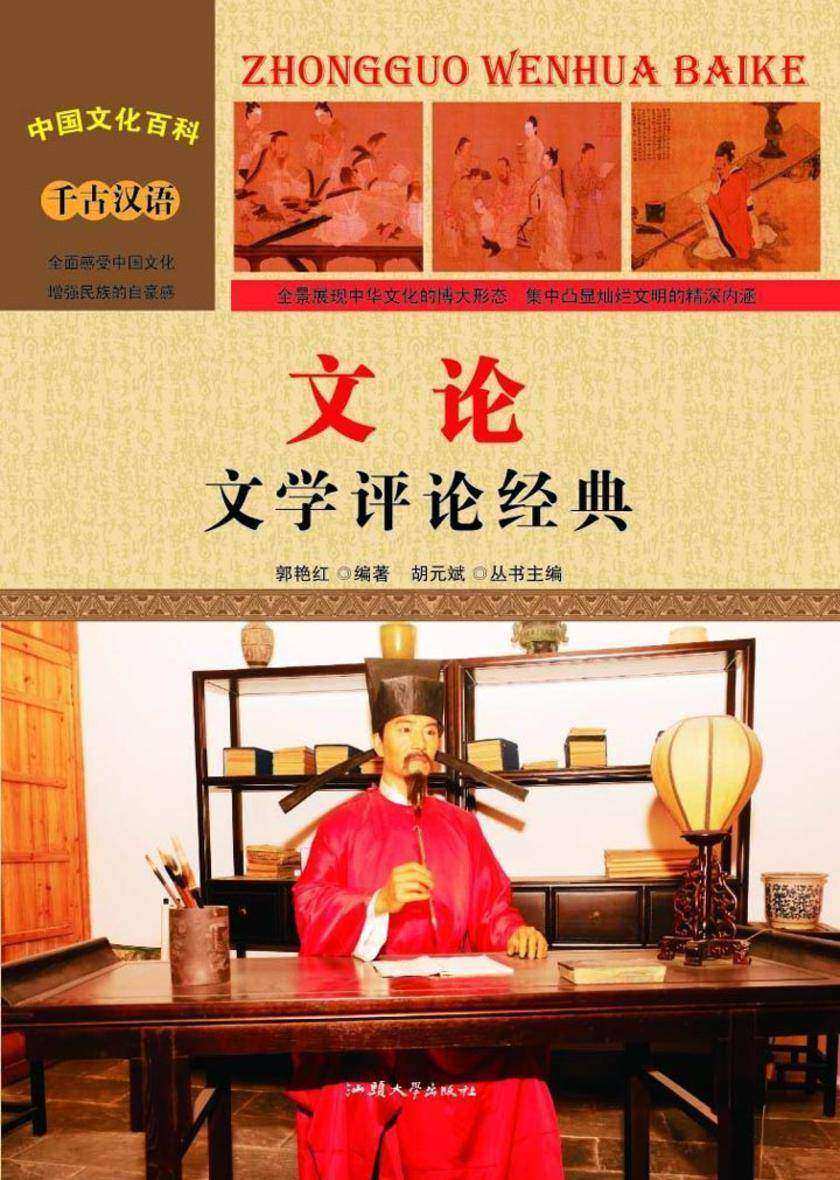 ZHONGGUO WENHUA BAIKE
中国文化百科
千古汉语
全面感受中国文化
增强民族的自豪感
全景展现中华文化的博大形态 集中凸显灿烂文明的精深内涵
文论
文学评论经典
郭艳红 ◎编著 胡元斌 ◎丛书主编
汕頭大學出版社